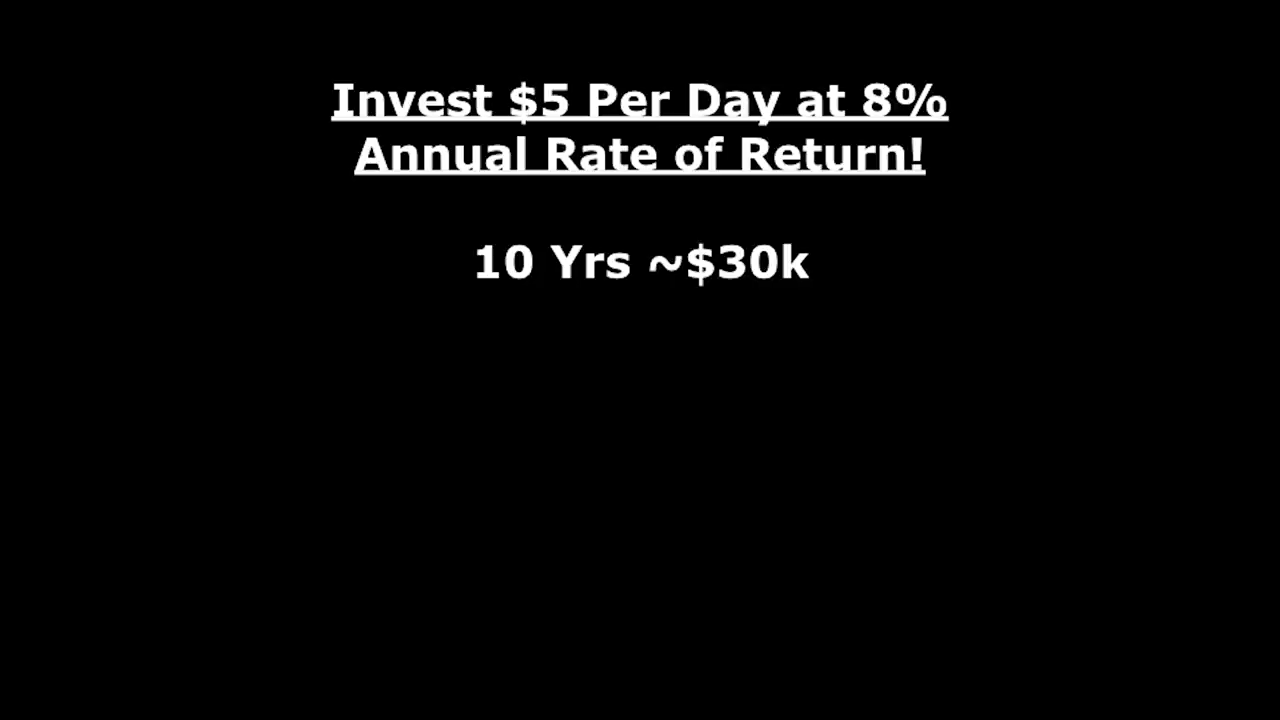 Invest $5 Per Day at 8%
Annual Rate of Return!
10 Yrs ~$30k